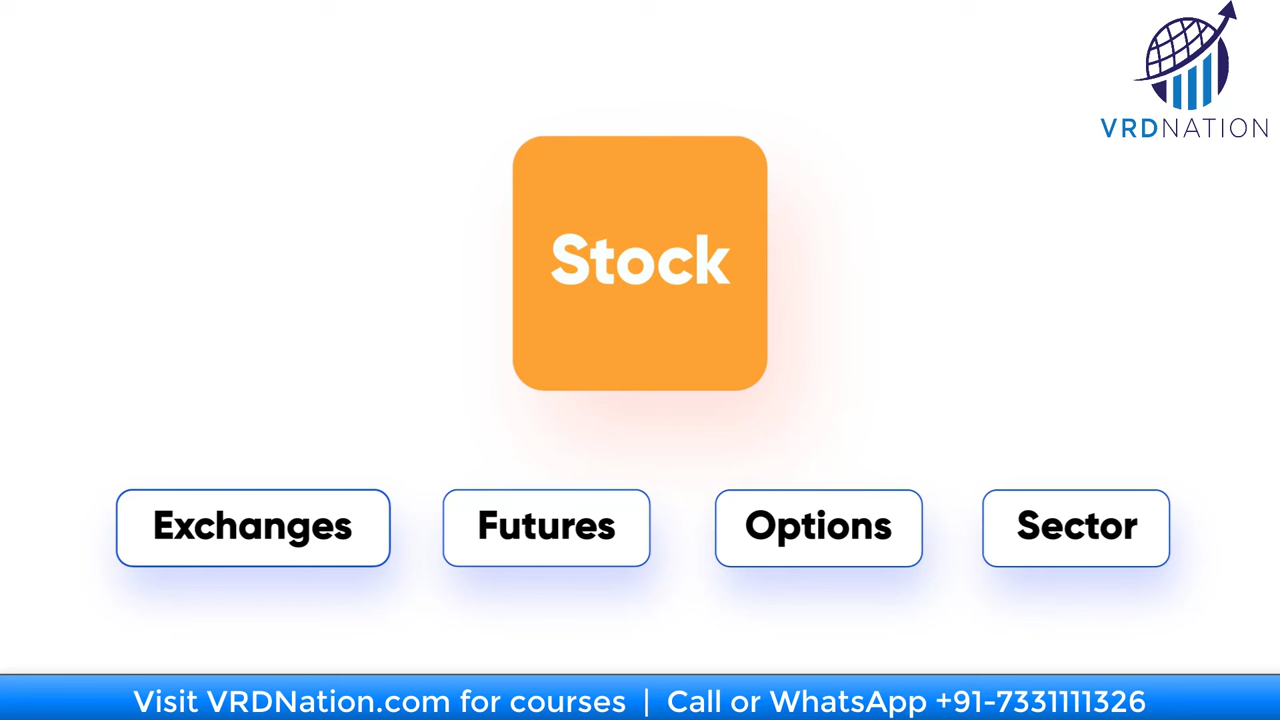 VRDNATION
Stock
Exchanges
Futures
Options
Sector
Visit VRDNation.com for courses | Call or WhatsApp +91-7331111326